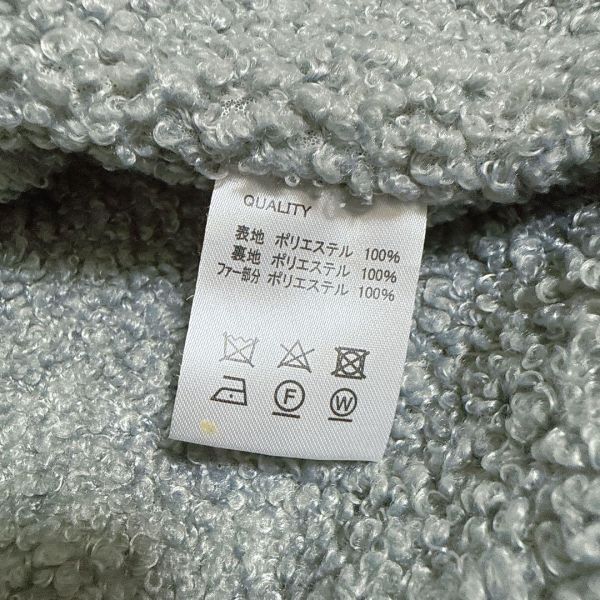 QUALITY
表地 ポリエステル 100%
裏地 ポリエステル 100%
ファー部分 ポリエステル 100%
F W